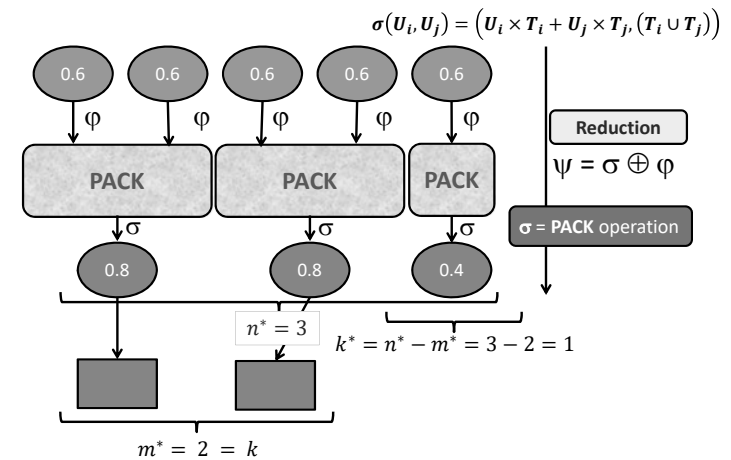 σ(U_i, U_j) = (U_i × T_i + U_j × T_j, (T_i ∪ T_j))
0.6 0.6 0.6 0.6 0.6
φ φ φ φ φ
Reduction
ψ = σ ⊕ φ
PACK PACK PACK
σ σ σ
σ = PACK operation
0.8 0.8 0.4
n* = 3
k* = n* − m* = 3 − 2 = 1
m* = 2 = k